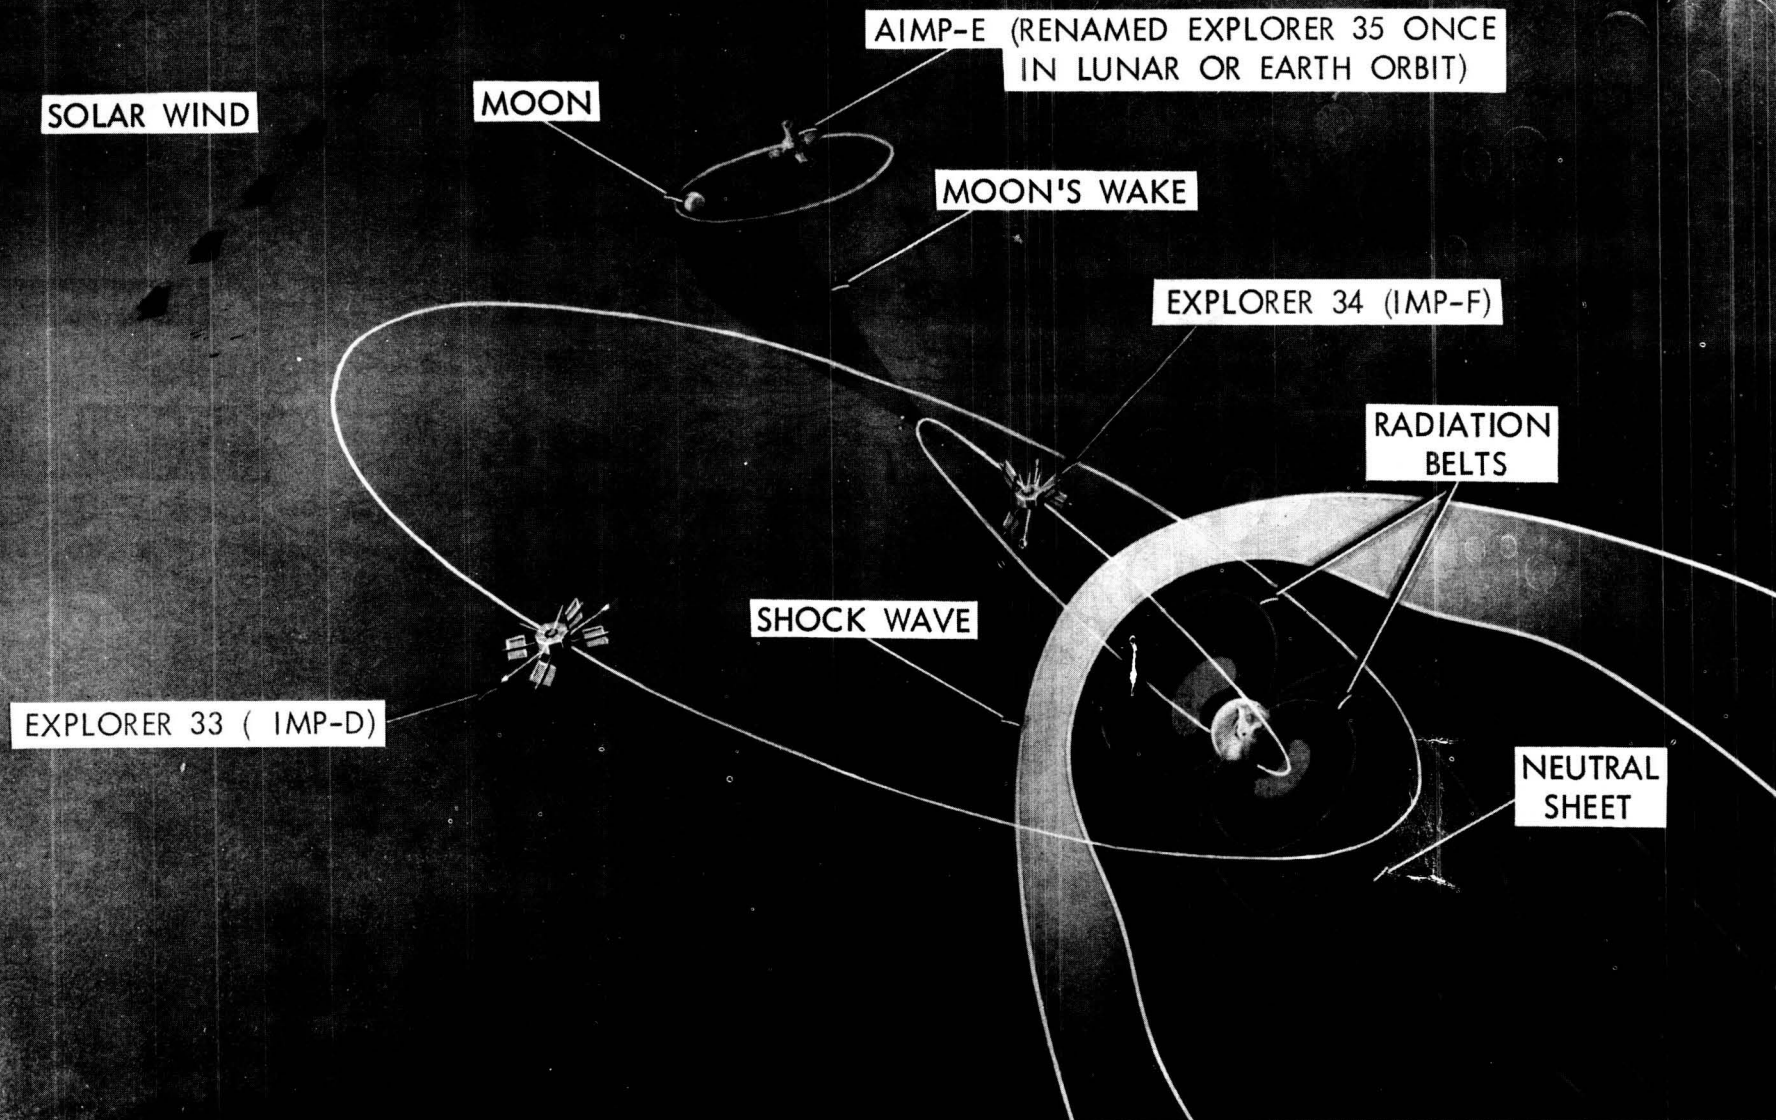 AIMP-E (RENAMED EXPLORER 35 ONCE
IN LUNAR OR EARTH ORBIT)
SOLAR WIND
MOON
MOON'S WAKE
EXPLORER 34 (IMP-F)
RADIATION
BELTS
SHOCK WAVE
EXPLORER 33 ( IMP-D)
NEUTRAL
SHEET